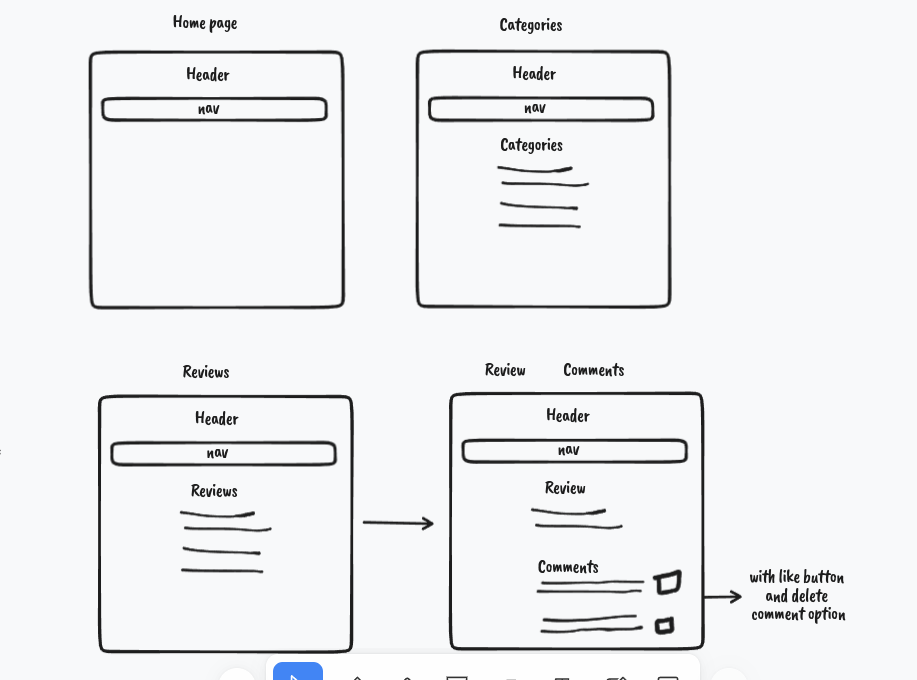 Home page
Header
nav
Categories
Header
nav
Categories
Reviews
Header
nav
Reviews
Review Comments
Header
nav
Review
Comments
with like button
and delete
comment option